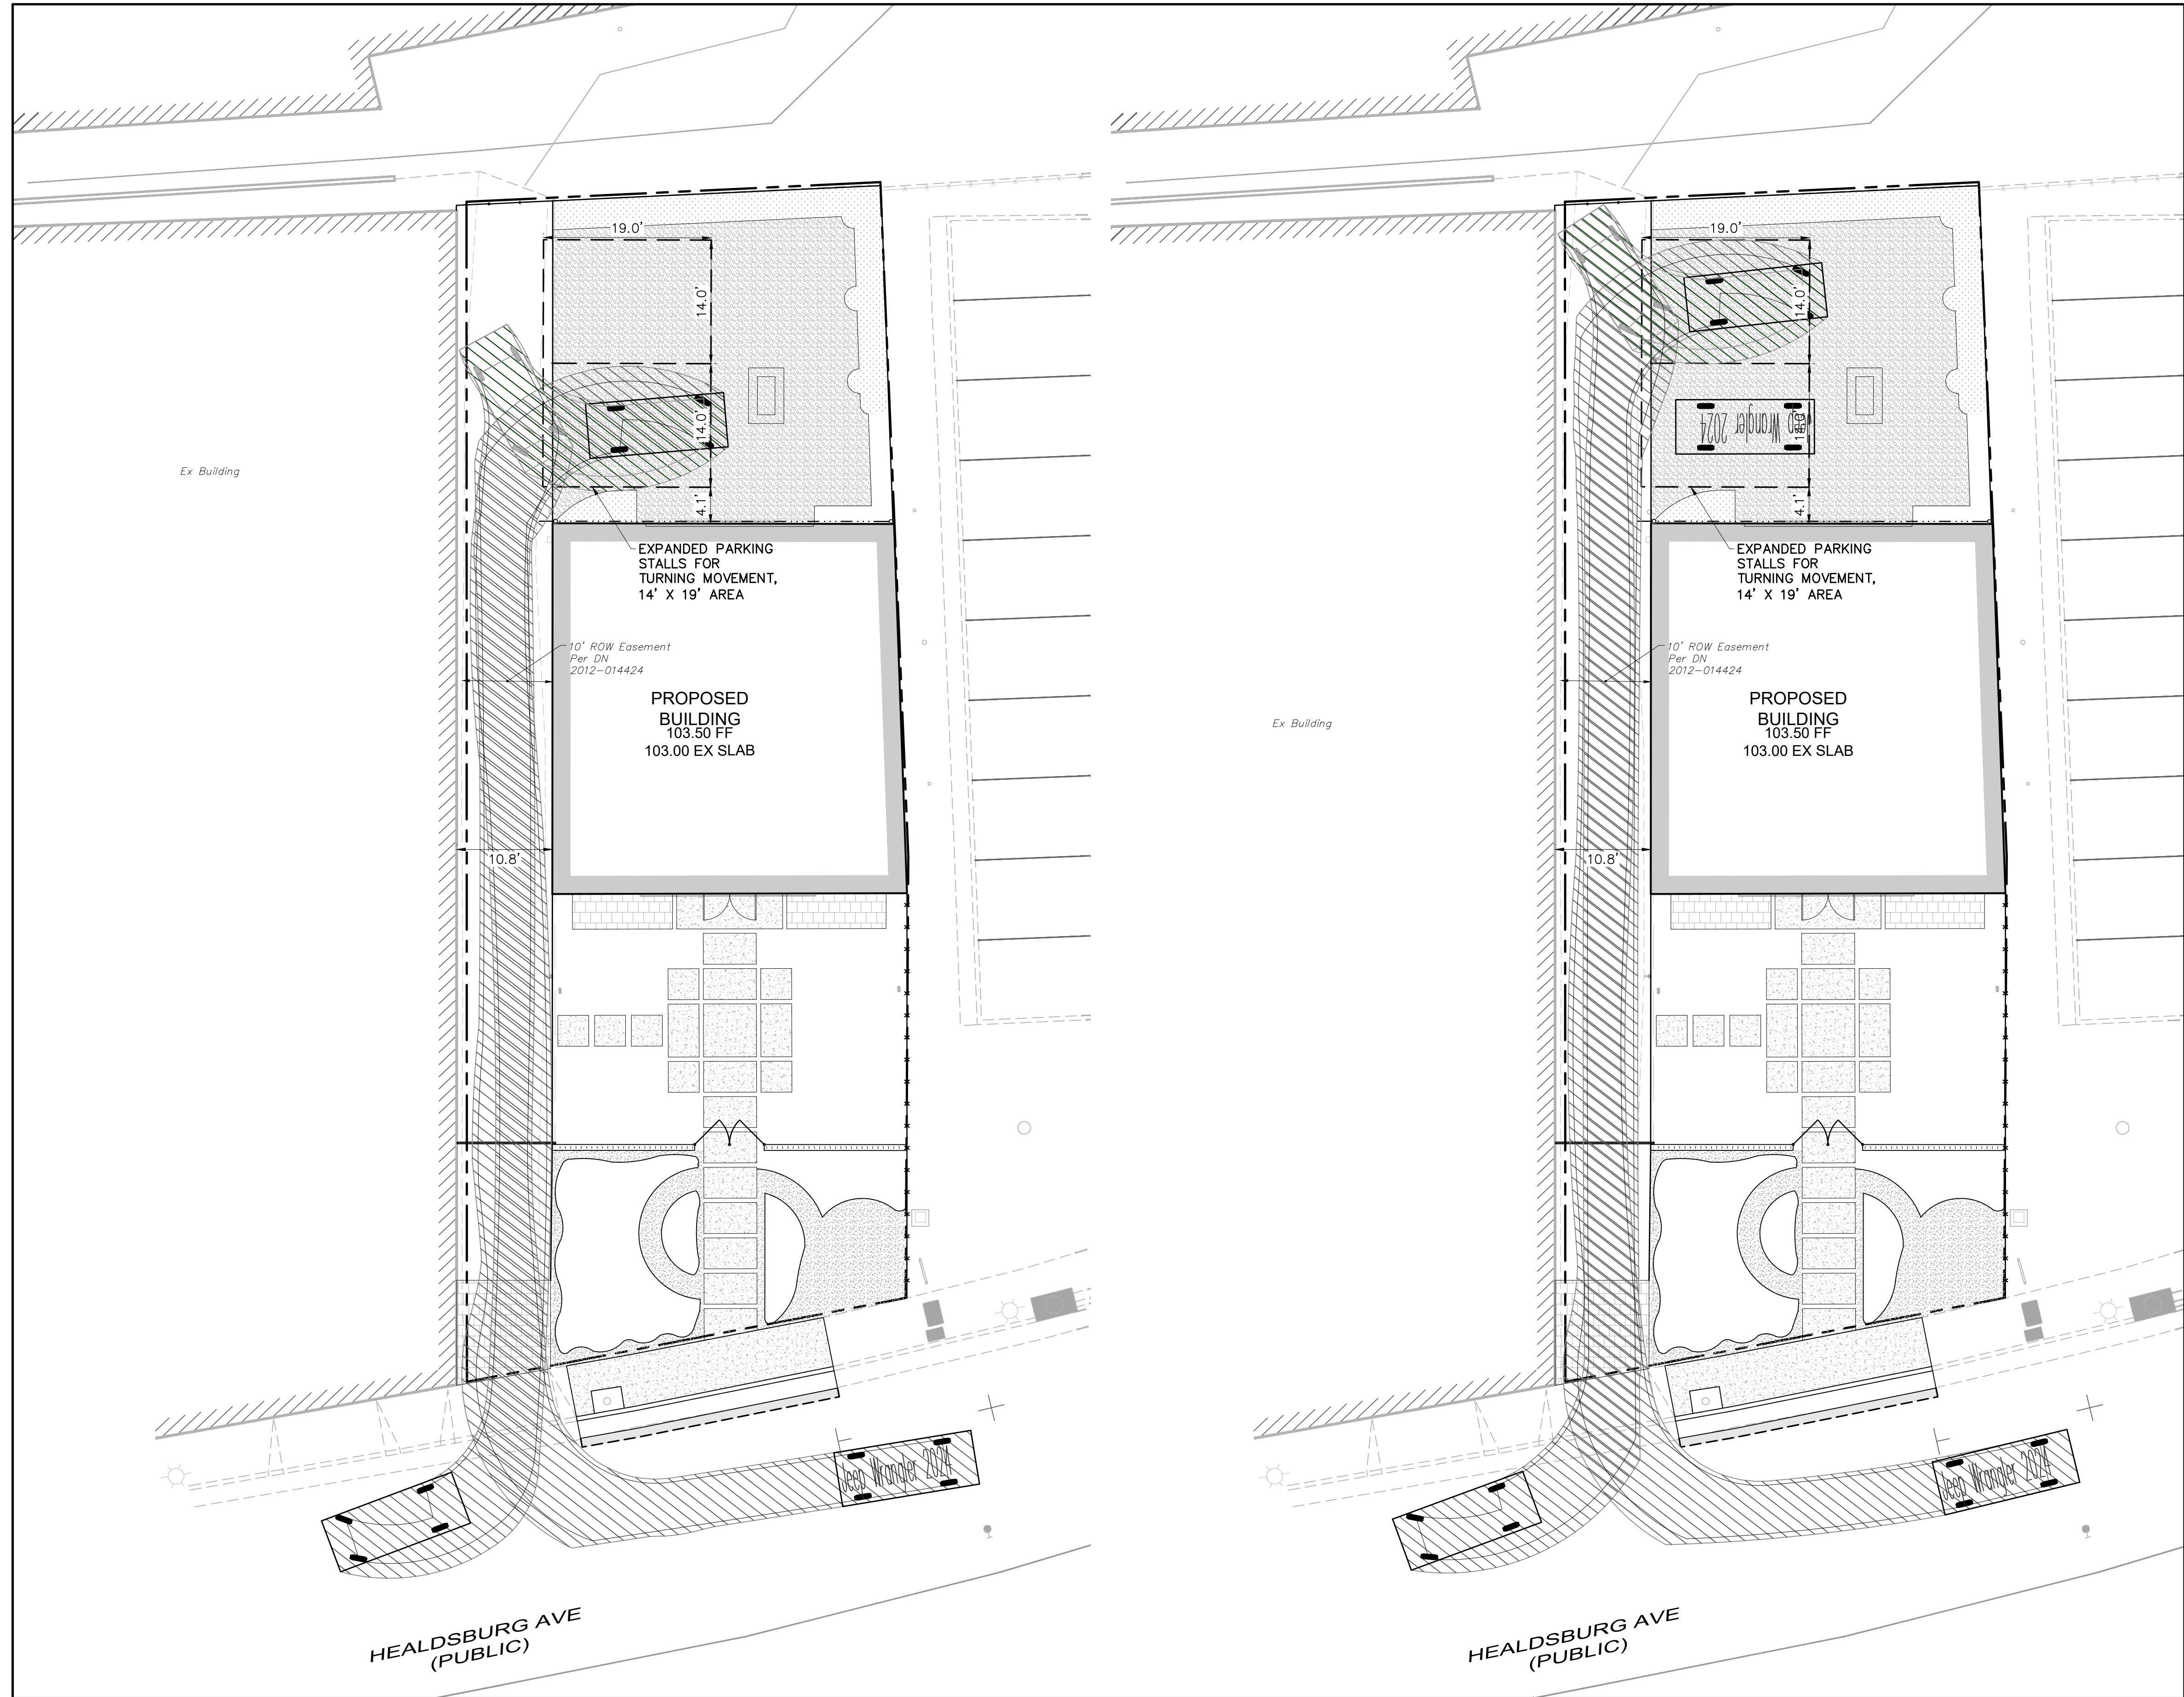 19.0'
14.0'
14.0'
4.1'
Ex Building
EXPANDED PARKING
STALLS FOR
TURNING MOVEMENT,
14' X 19' AREA
10' ROW Easement
Per DN
2012-014424
PROPOSED
BUILDING
103.50 FF
103.00 EX SLAB
10.8'
Jeep Wrangler 2024
HEALDSBURG AVE
(PUBLIC)
19.0'
14.0'
Jeep Wrangler 2024
4.1'
EXPANDED PARKING
STALLS FOR
TURNING MOVEMENT,
14' X 19' AREA
10' ROW Easement
Per DN
2012-014424
Ex Building
PROPOSED
BUILDING
103.50 FF
103.00 EX SLAB
10.8'
Jeep Wrangler 2024
HEALDSBURG AVE
(PUBLIC)